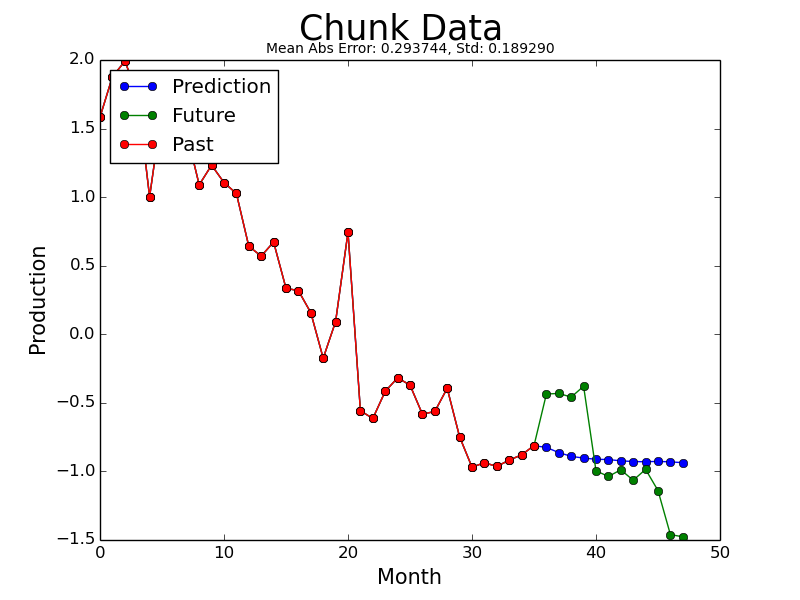 Chunk Data
Mean Abs Error: 0.293744, Std: 0.189290
Prediction
Future
Past
Production
2.0
1.5
1.0
0.5
0.0
−0.5
−1.0
−1.5
0 10 20 30 40 50
Month